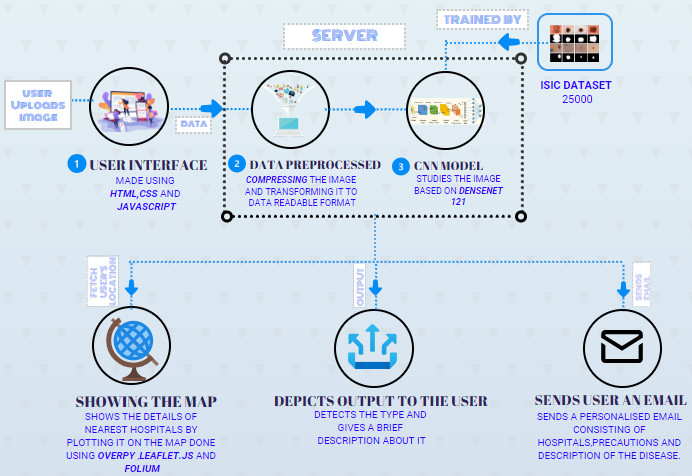 TRAINED BY
SERVER
ISIC DATASET
25000
USER
UPLOADS
IMAGE
DATA
1 USER INTERFACE
MADE USING
HTML,CSS AND
JAVASCRIPT
2 DATA PREPROCESSED
COMPRESSING THE IMAGE
AND TRANSFORMING IT TO
DATA READABLE FORMAT
3 CNN MODEL
STUDIES THE IMAGE
BASED ON DENSENET
121
FETCH
USER'S
LOCATION
OUTPUT
SENDS
EMAIL
SHOWING THE MAP
SHOWS THE DETAILS OF
NEAREST HOSPITALS BY
PLOTTING IT ON THE MAP DONE
USING OVERPY ,LEAFLET.JS AND
FOLIUM
DEPICTS OUTPUT TO THE USER
DETECTS THE TYPE AND
GIVES A BRIEF
DESCRIPTION ABOUT IT
SENDS USER AN EMAIL
SENDS A PERSONALISED EMAIL
CONSISTING OF
HOSPITALS,PRECAUTIONS AND
DESCRIPTION OF THE DISEASE.